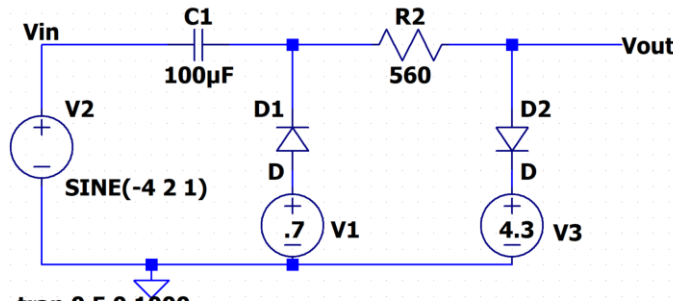 Vin
C1
R2
Vout
100µF
560
V2
D1
D2
D
D
SINE(-4 2 1)
.7
V1
4.3
V3